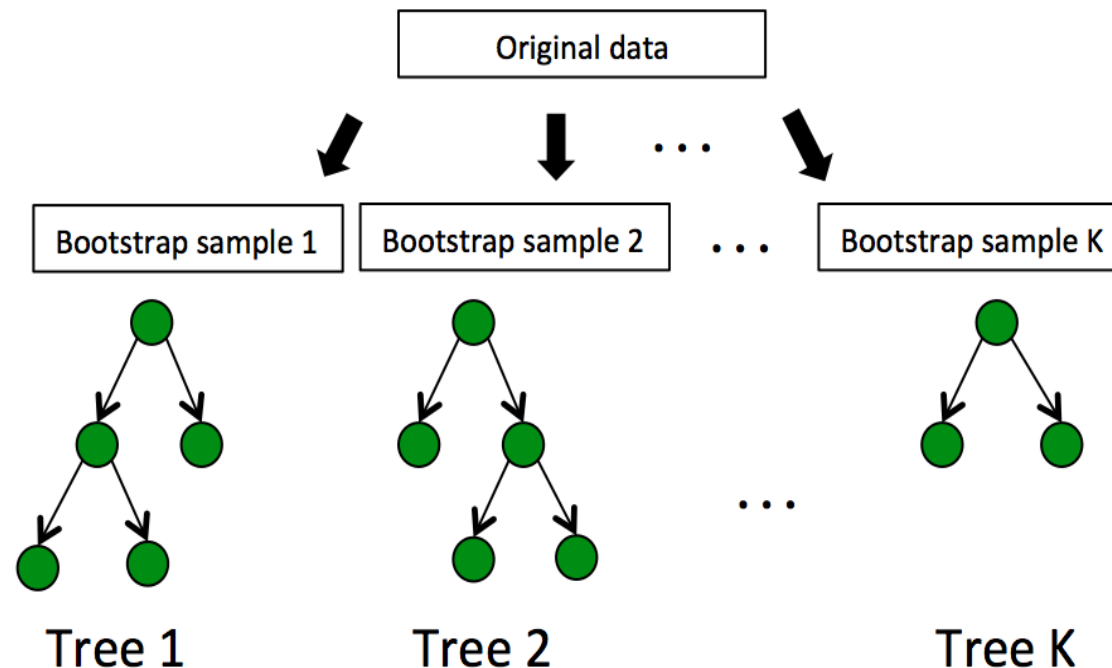 Original data
...
Bootstrap sample 1
Bootstrap sample 2
...
Bootstrap sample K
...
Tree 1
Tree 2
Tree K